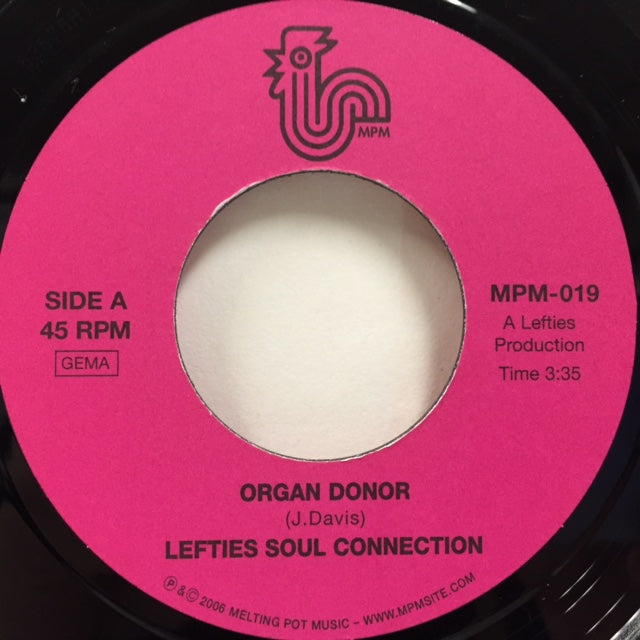 MPM
SIDE A
45 RPM
GEMA
MPM-019
A Lefties
Production
Time 3:35
ORGAN DONOR
(J.Davis)
LEFTIES SOUL CONNECTION
℗&© 2006 MELTING POT MUSIC – WWW.MPMSITE.COM